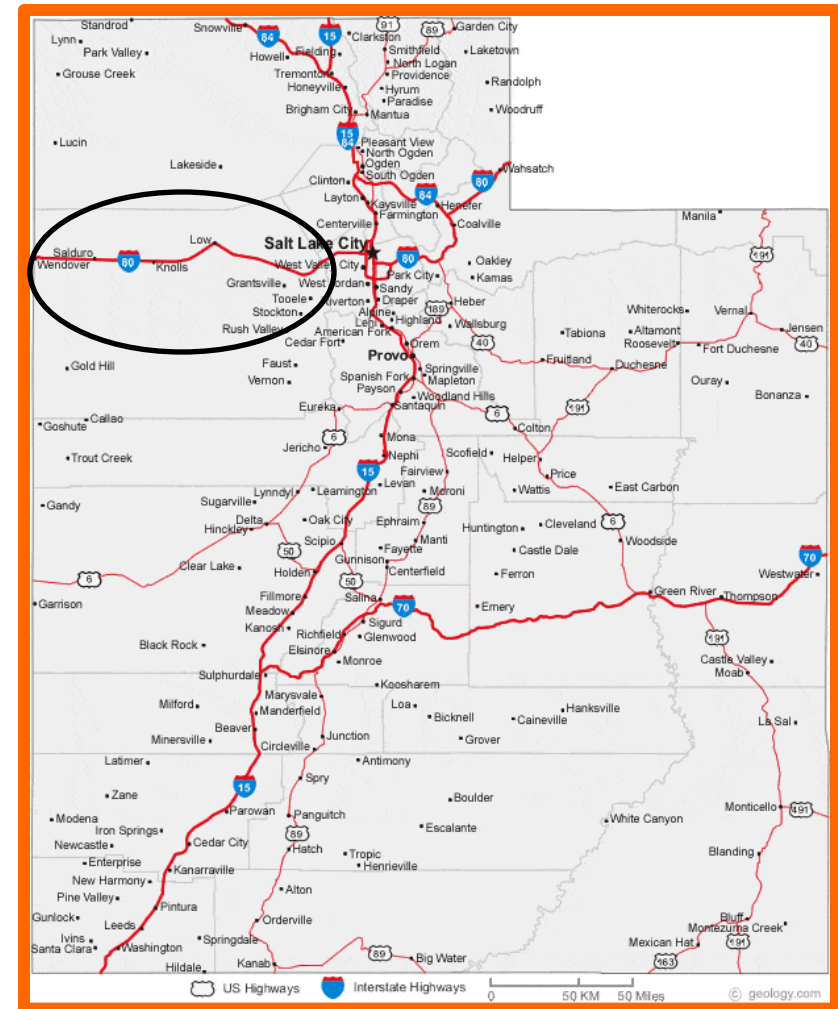 Standrod
Snowville
84
15
91
89
Garden City
Lynn
Clarkston
Park Valley
Howell
Fielding
Smithfield
Laketown
North Logan
Grouse Creek
Tremonton
Providence
Honeyville
Hyrum
Randolph
Paradise
Brigham City
Mantua
Woodruff
Lucin
15
84
Pleasant View
North Ogden
Lakeside
Ogden
South Ogden
Wahsatch
Clinton
84
80
Layton
Kaysville
Henefer
Farmington
Manila
Centerville
Coalville
Low
Salt Lake City
191
Salduro
80
80
Oakley
Wendover
Knolls
West Valley City
Park City
Kamas
Grantsville
West Jordan
Sandy
Tooele
Riverton
Draper
Heber
Stockton
Alpine
189
Whiterocks
Vernal
Highland
Rush Valley
Lehi
Wallsburg
Tabiona
Altamont
Jensen
American Fork
Cedar Fort
Orem
40
Roosevelt
Fort Duchesne
40
Provo
Gold Hill
Faust
Springville
Fruitland
Duchesne
Vernon
Spanish Fork
Mapleton
Ouray
Payson
Woodland Hills
Bonanza
Eureka
Santaquin
6
191
Callao
Goshute
6
Mona
Colton
Trout Creek
Jericho
Nephi
Scofield
Helper
15
Fairview
Price
Levan
Lynndyl
Leamington
Moroni
Wattis
East Carbon
Gandy
Sugarville
89
Delta
Oak City
Ephraim
Hinckley
Huntington
Cleveland
6
Scipio
Manti
Woodside
50
Fayette
Castle Dale
Clear Lake
Gunnison
70
6
Holden
Centerfield
Ferron
Westwater
50
Fillmore
Salina
Green River
Thompson
Garrison
70
Emery
Meadow
Sigurd
Kanosh
Richfield
Glenwood
191
Black Rock
Elsinore
Monroe
Castle Valley
Sulphurdale
Moab
Koosharem
Marysvale
Milford
Loa
Hanksville
Manderfield
Bicknell
Caineville
La Sal
Beaver
Minersville
Junction
Grover
Circleville
Latimer
Antimony
Spry
15
Zane
Boulder
Parowan
Monticello
491
Modena
Panguitch
White Canyon
Iron Springs
89
Escalante
Newcastle
Cedar City
Hatch
Tropic
Blanding
Enterprise
Henrieville
Kanarraville
New Harmony
Alton
Pine Valley
Pintura
Gunlock
Orderville
Bluff
Leeds
Montezuma Creek
Ivins
Springdale
Mexican Hat
191
Santa Clara
Washington
89
Big Water
163
Hildale
Kanab
US Highways
Interstate Highways
0
50 KM
50 Miles
© geology.com